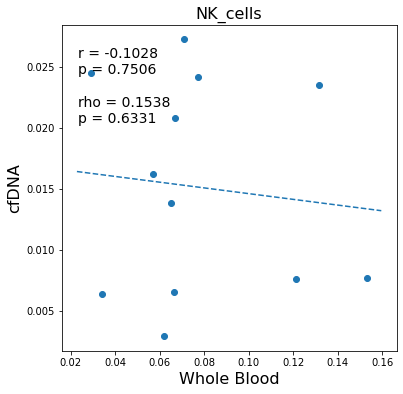 NK_cells
r = -0.1028
p = 0.7506
rho = 0.1538
p = 0.6331
cfDNA
0.025
0.020
0.015
0.010
0.005
0.02 0.04 0.06 0.08 0.10 0.12 0.14 0.16
Whole Blood